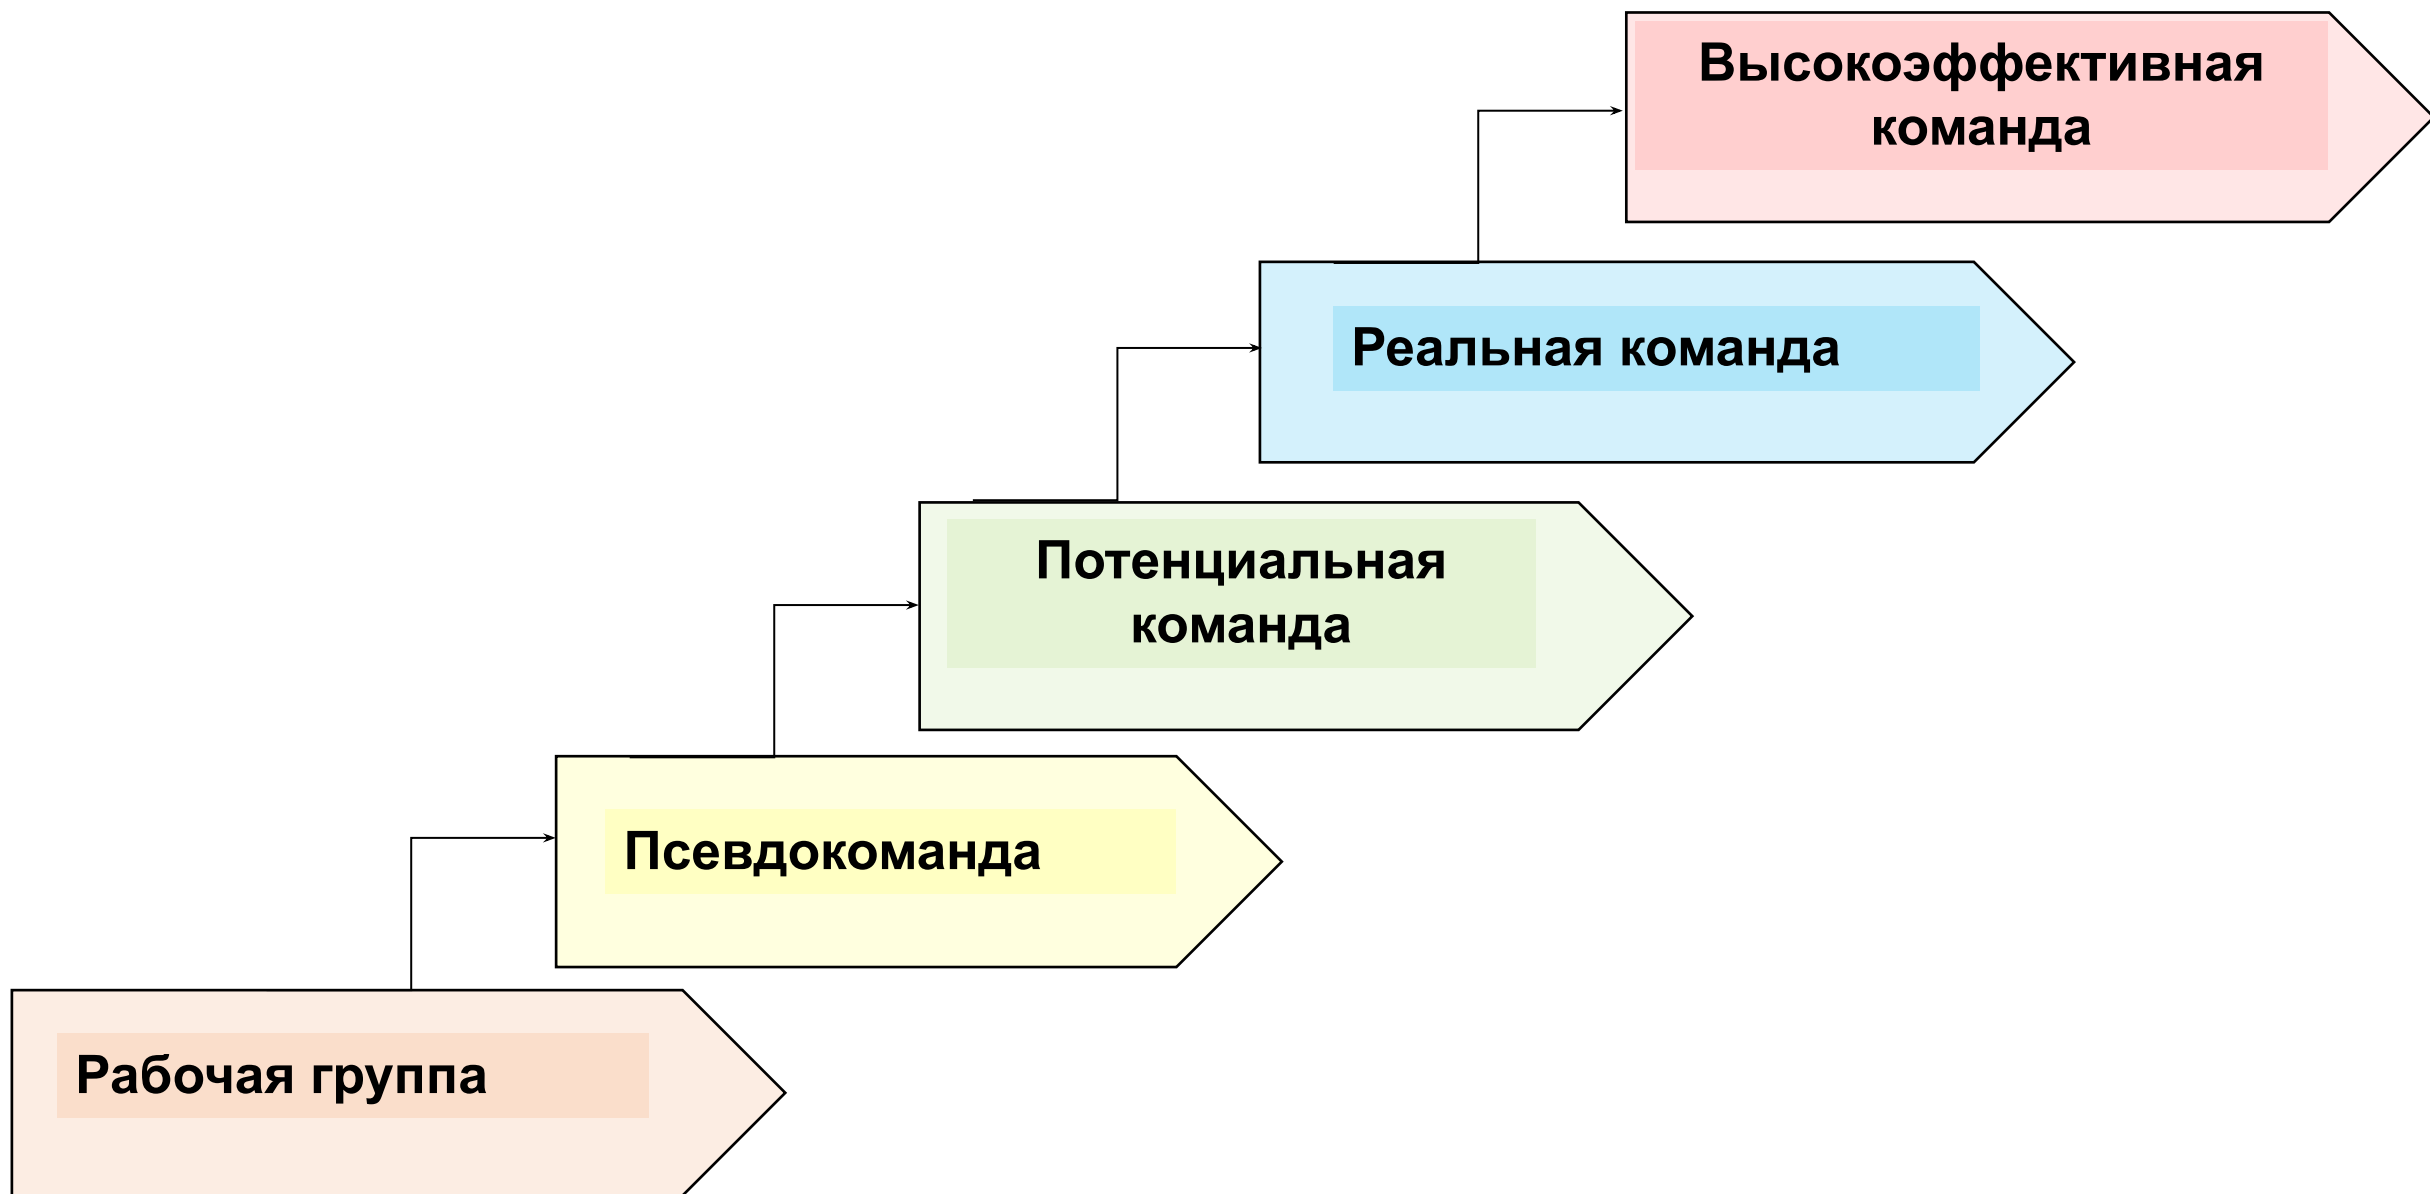 Высокоэффективная
команда
Реальная команда
Потенциальная
команда
Псевдокоманда
Рабочая группа